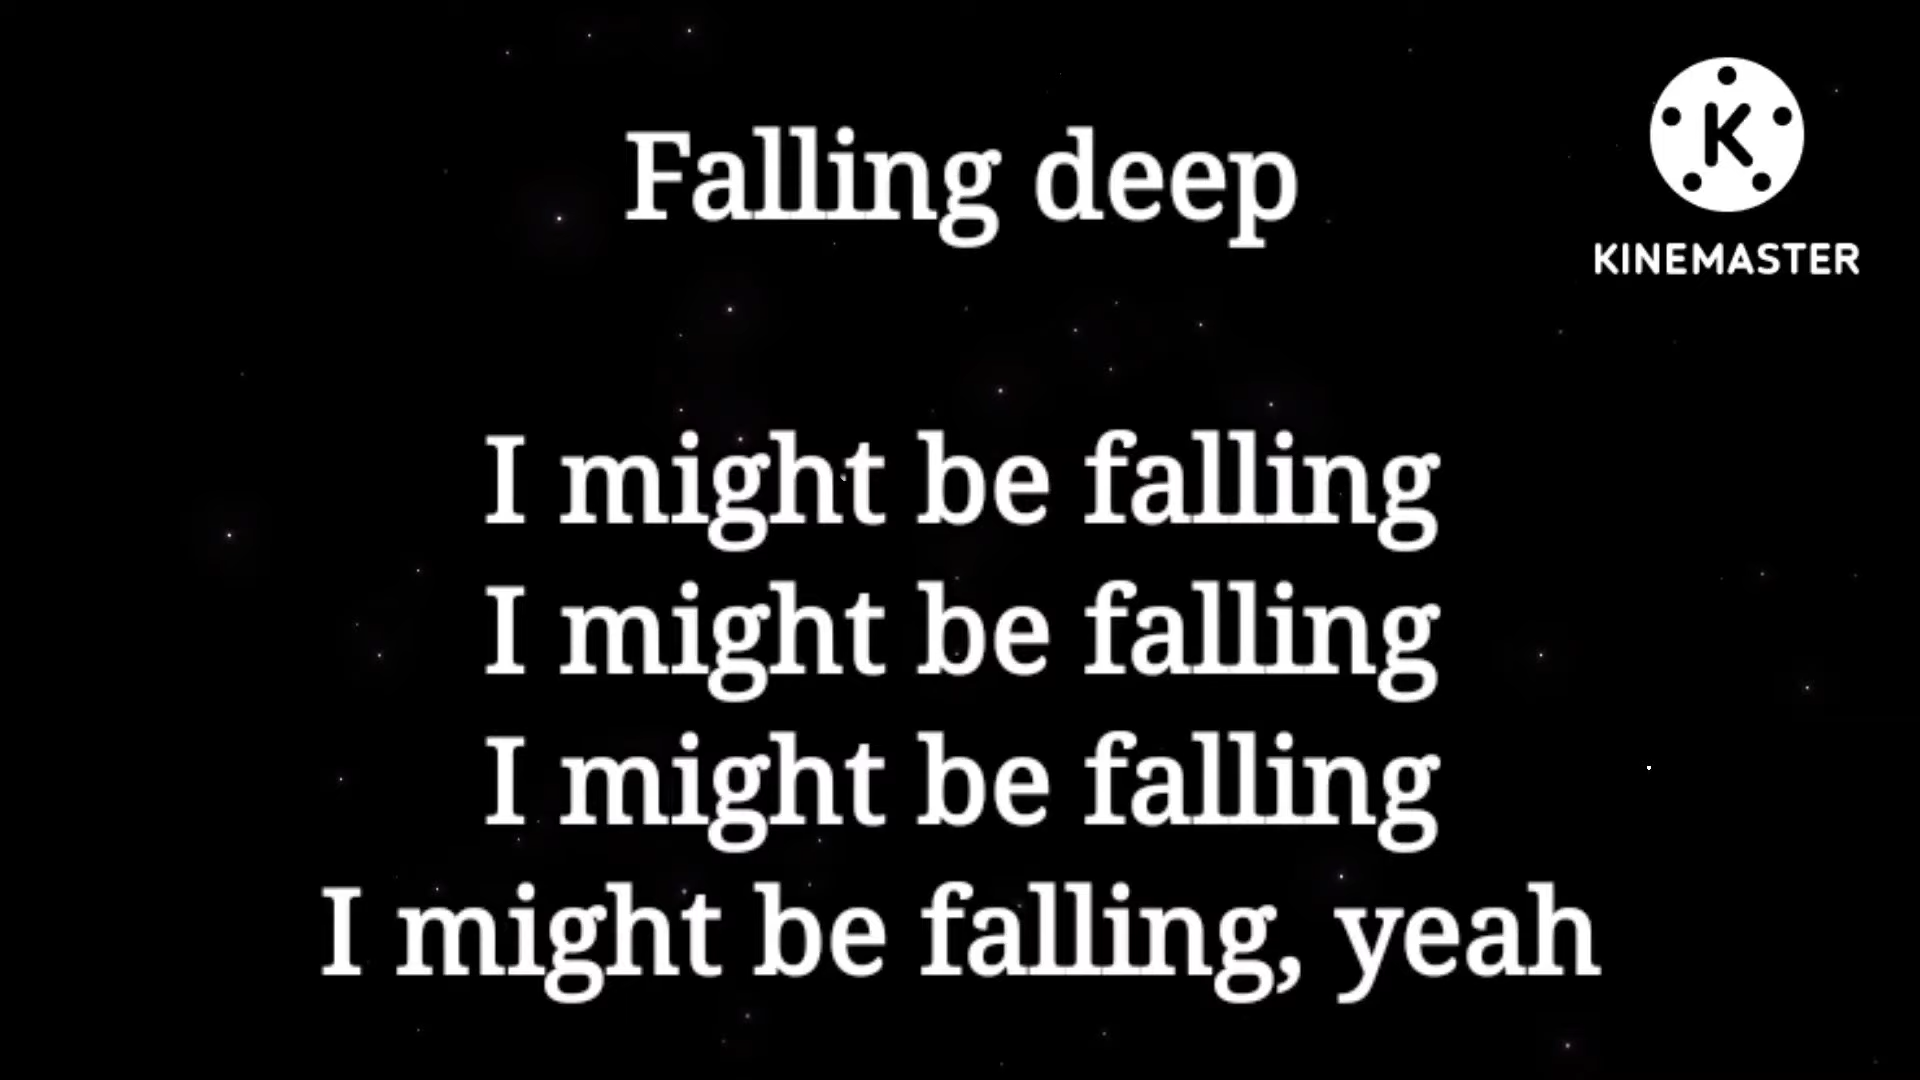 Falling deep
K
KINEMASTER
I might be falling
I might be falling
I might be falling
I might be falling, yeah